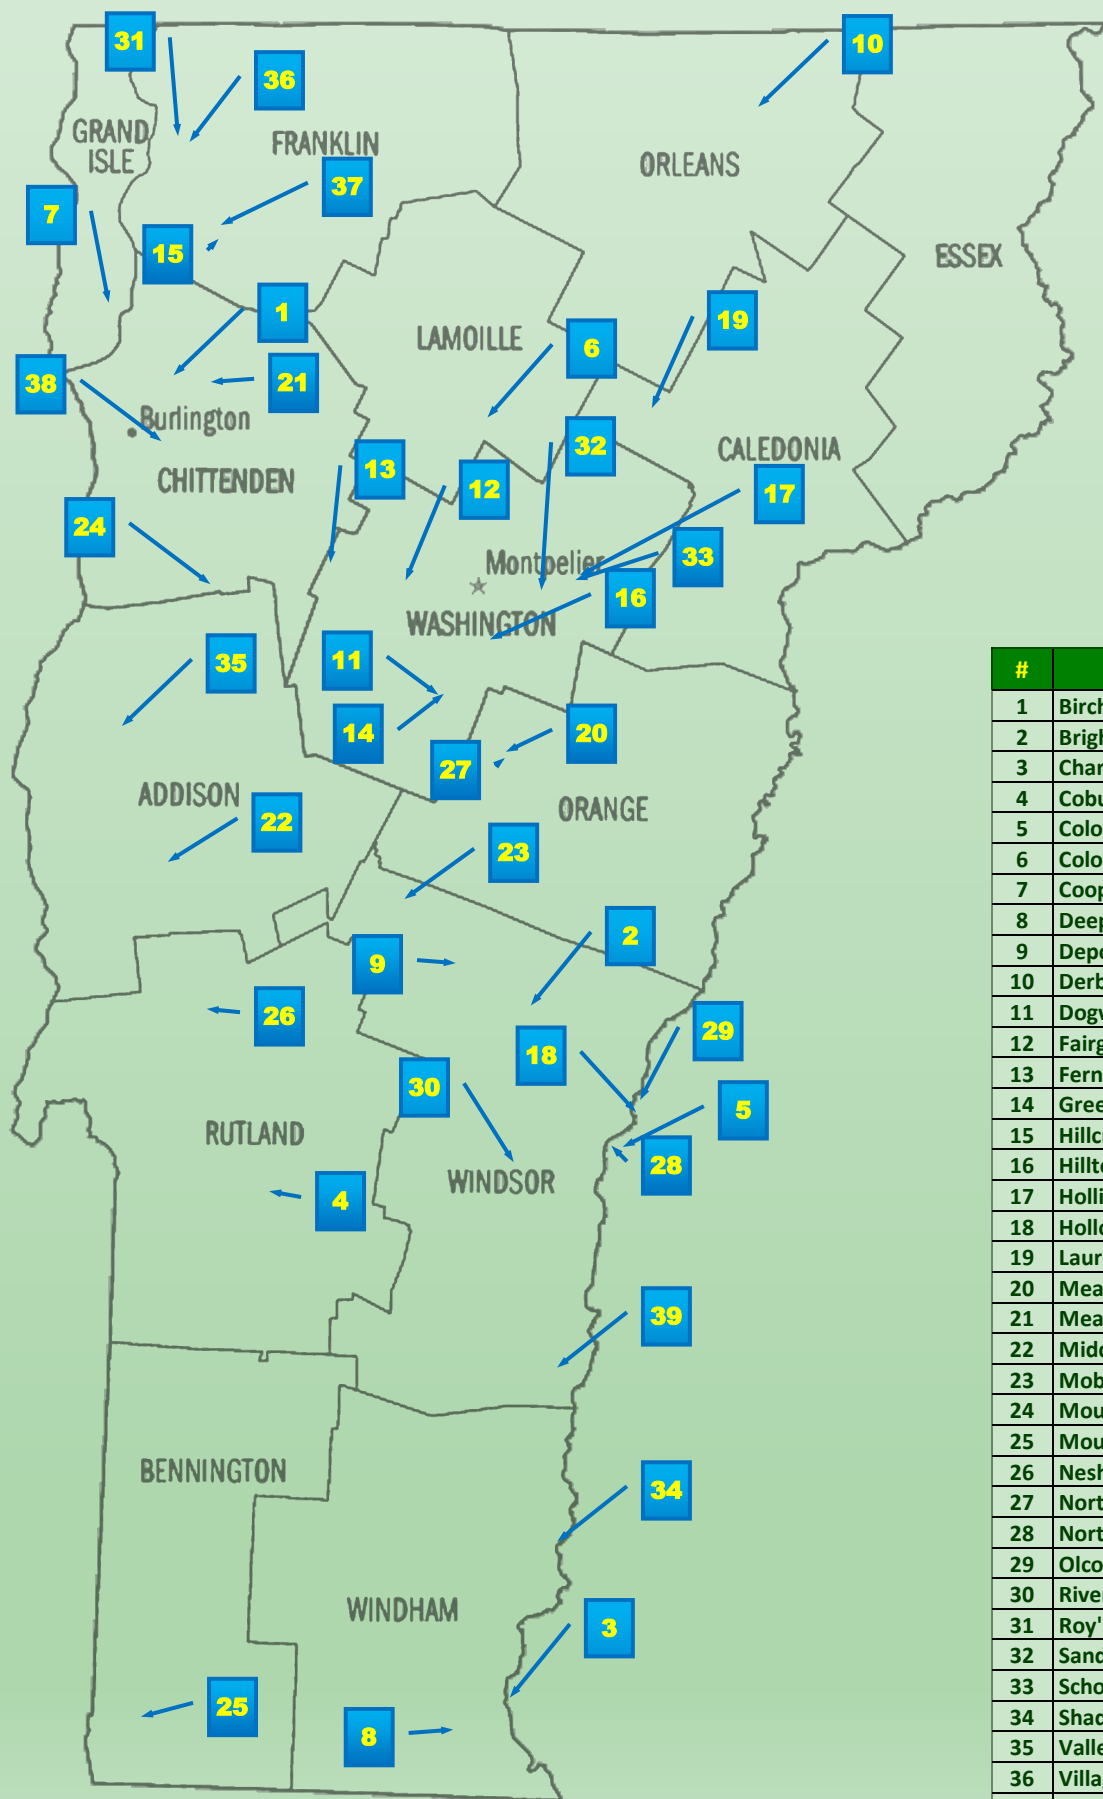 31
10
36
GRAND
ISLE
FRANKLIN
ORLEANS
37
7
15
ESSEX
1
19
LAMOILLE
6
38
21
Burlington
32
CALEDONIA
13
CHITTENDEN
12
17
24
Montpelier
33
16
WASHINGTON
35
11
14
20
27
ADDISON
22
ORANGE
23
2
9
26
29
18
30
5
RUTLAND
28
WINDSOR
4
39
BENNINGTON
34
WINDHAM
3
25
8
#
1 Birch
2 Brigh
3 Char
4 Cobu
5 Colo
6 Colo
7 Coop
8 Deep
9 Depo
10 Derb
11 Dogw
12 Fairg
13 Fern
14 Gree
15 Hillc
16 Hillto
17 Holli
18 Hollo
19 Laur
20 Mea
21 Mea
22 Midd
23 Mob
24 Mou
25 Mou
26 Nesh
27 Nort
28 Nort
29 Olco
30 River
31 Roy'
32 Sand
33 Scho
34 Shad
35 Valle
36 Villa